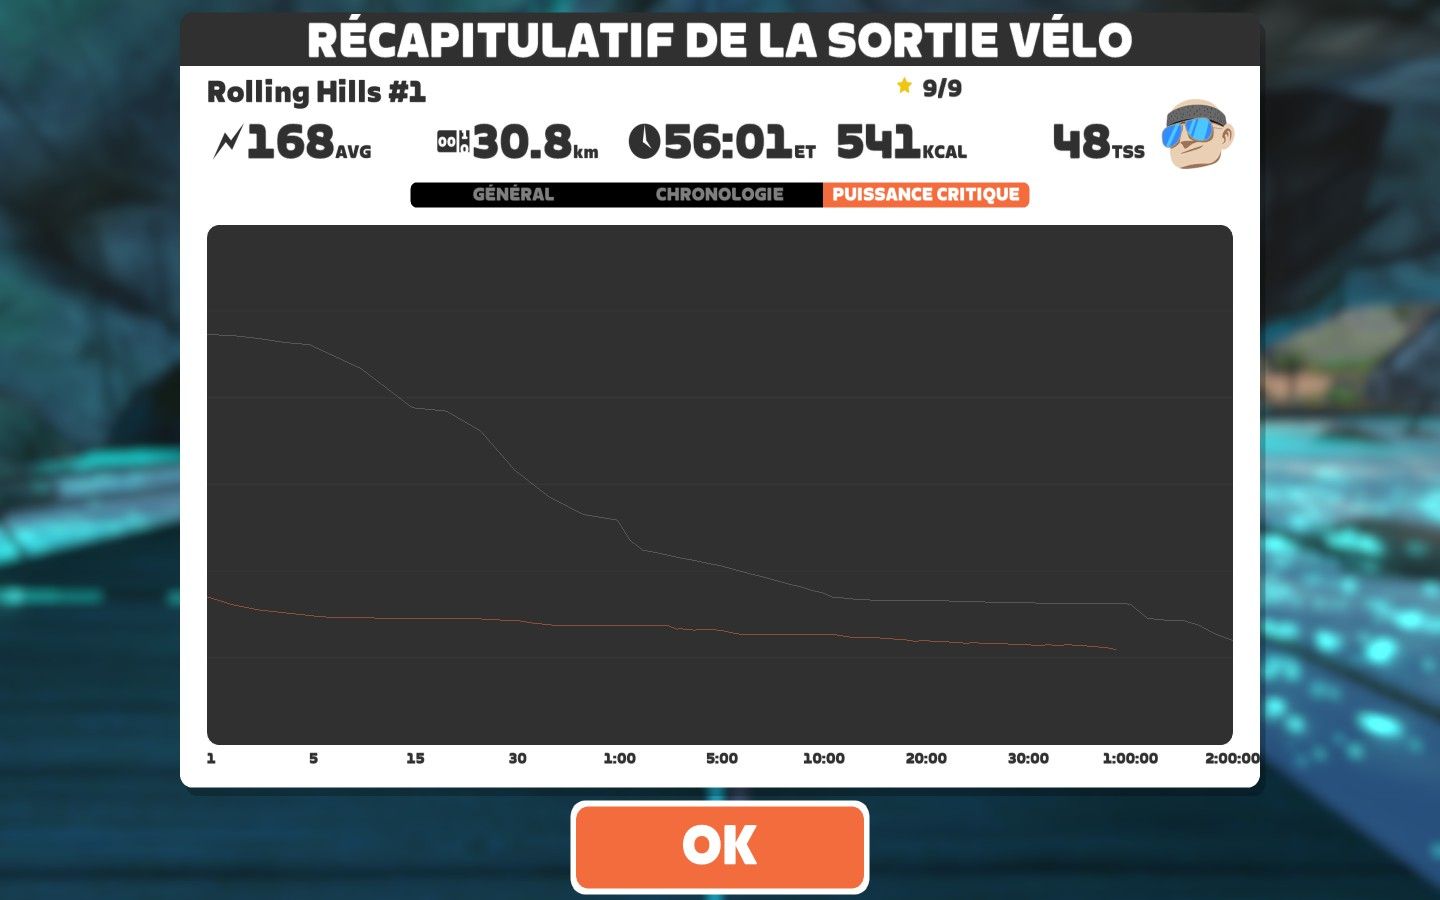 RÉCAPITULATIF DE LA SORTIE VÉLO
Rolling Hills #1
9/9
168AVG 30.8km 56:01ET 541KCAL 48TSS
GÉNÉRAL CHRONOLOGIE PUISSANCE CRITIQUE
1 5 15 30 1:00 5:00 10:00 20:00 30:00 1:00:00 2:00:00
OK